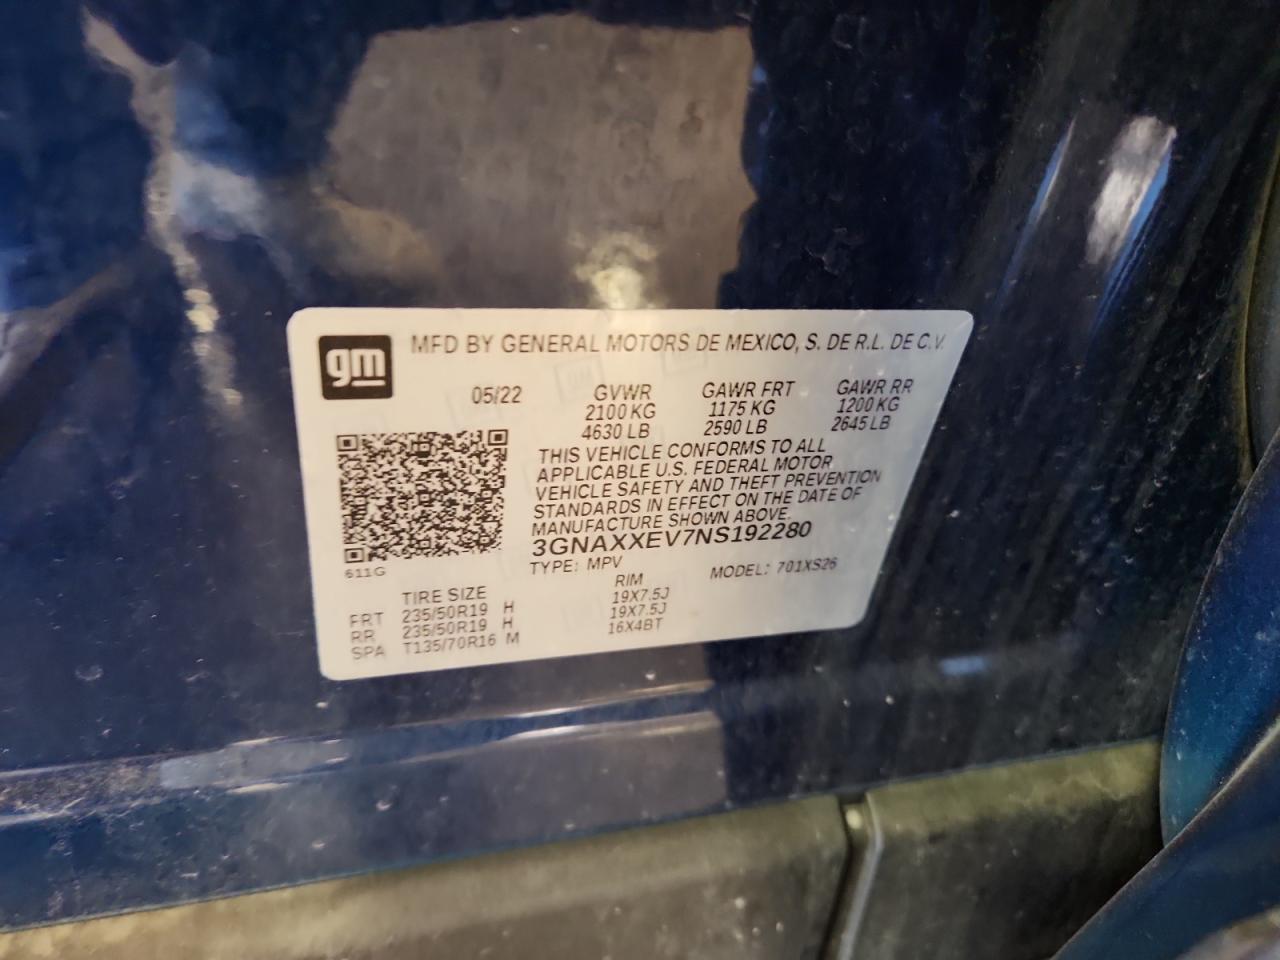 gm MFD BY GENERAL MOTORS DE MEXICO, S. DE R.L. DE C.V.
05/22 GVWR GAWR FRT GAWR RR
2100 KG 1175 KG 1200 KG
4630 LB 2590 LB 2645 LB
THIS VEHICLE CONFORMS TO ALL
APPLICABLE U.S. FEDERAL MOTOR
VEHICLE SAFETY AND THEFT PREVENTION
STANDARDS IN EFFECT ON THE DATE OF
MANUFACTURE SHOWN ABOVE.
3GNAXXEV7NS192280
611G
TYPE: MPV MODEL: 701XS26
TIRE SIZE RIM
FRT 235/50R19 H 19X7.5J
RR 235/50R19 H 19X7.5J
SPA T135/70R16 M 16X4BT